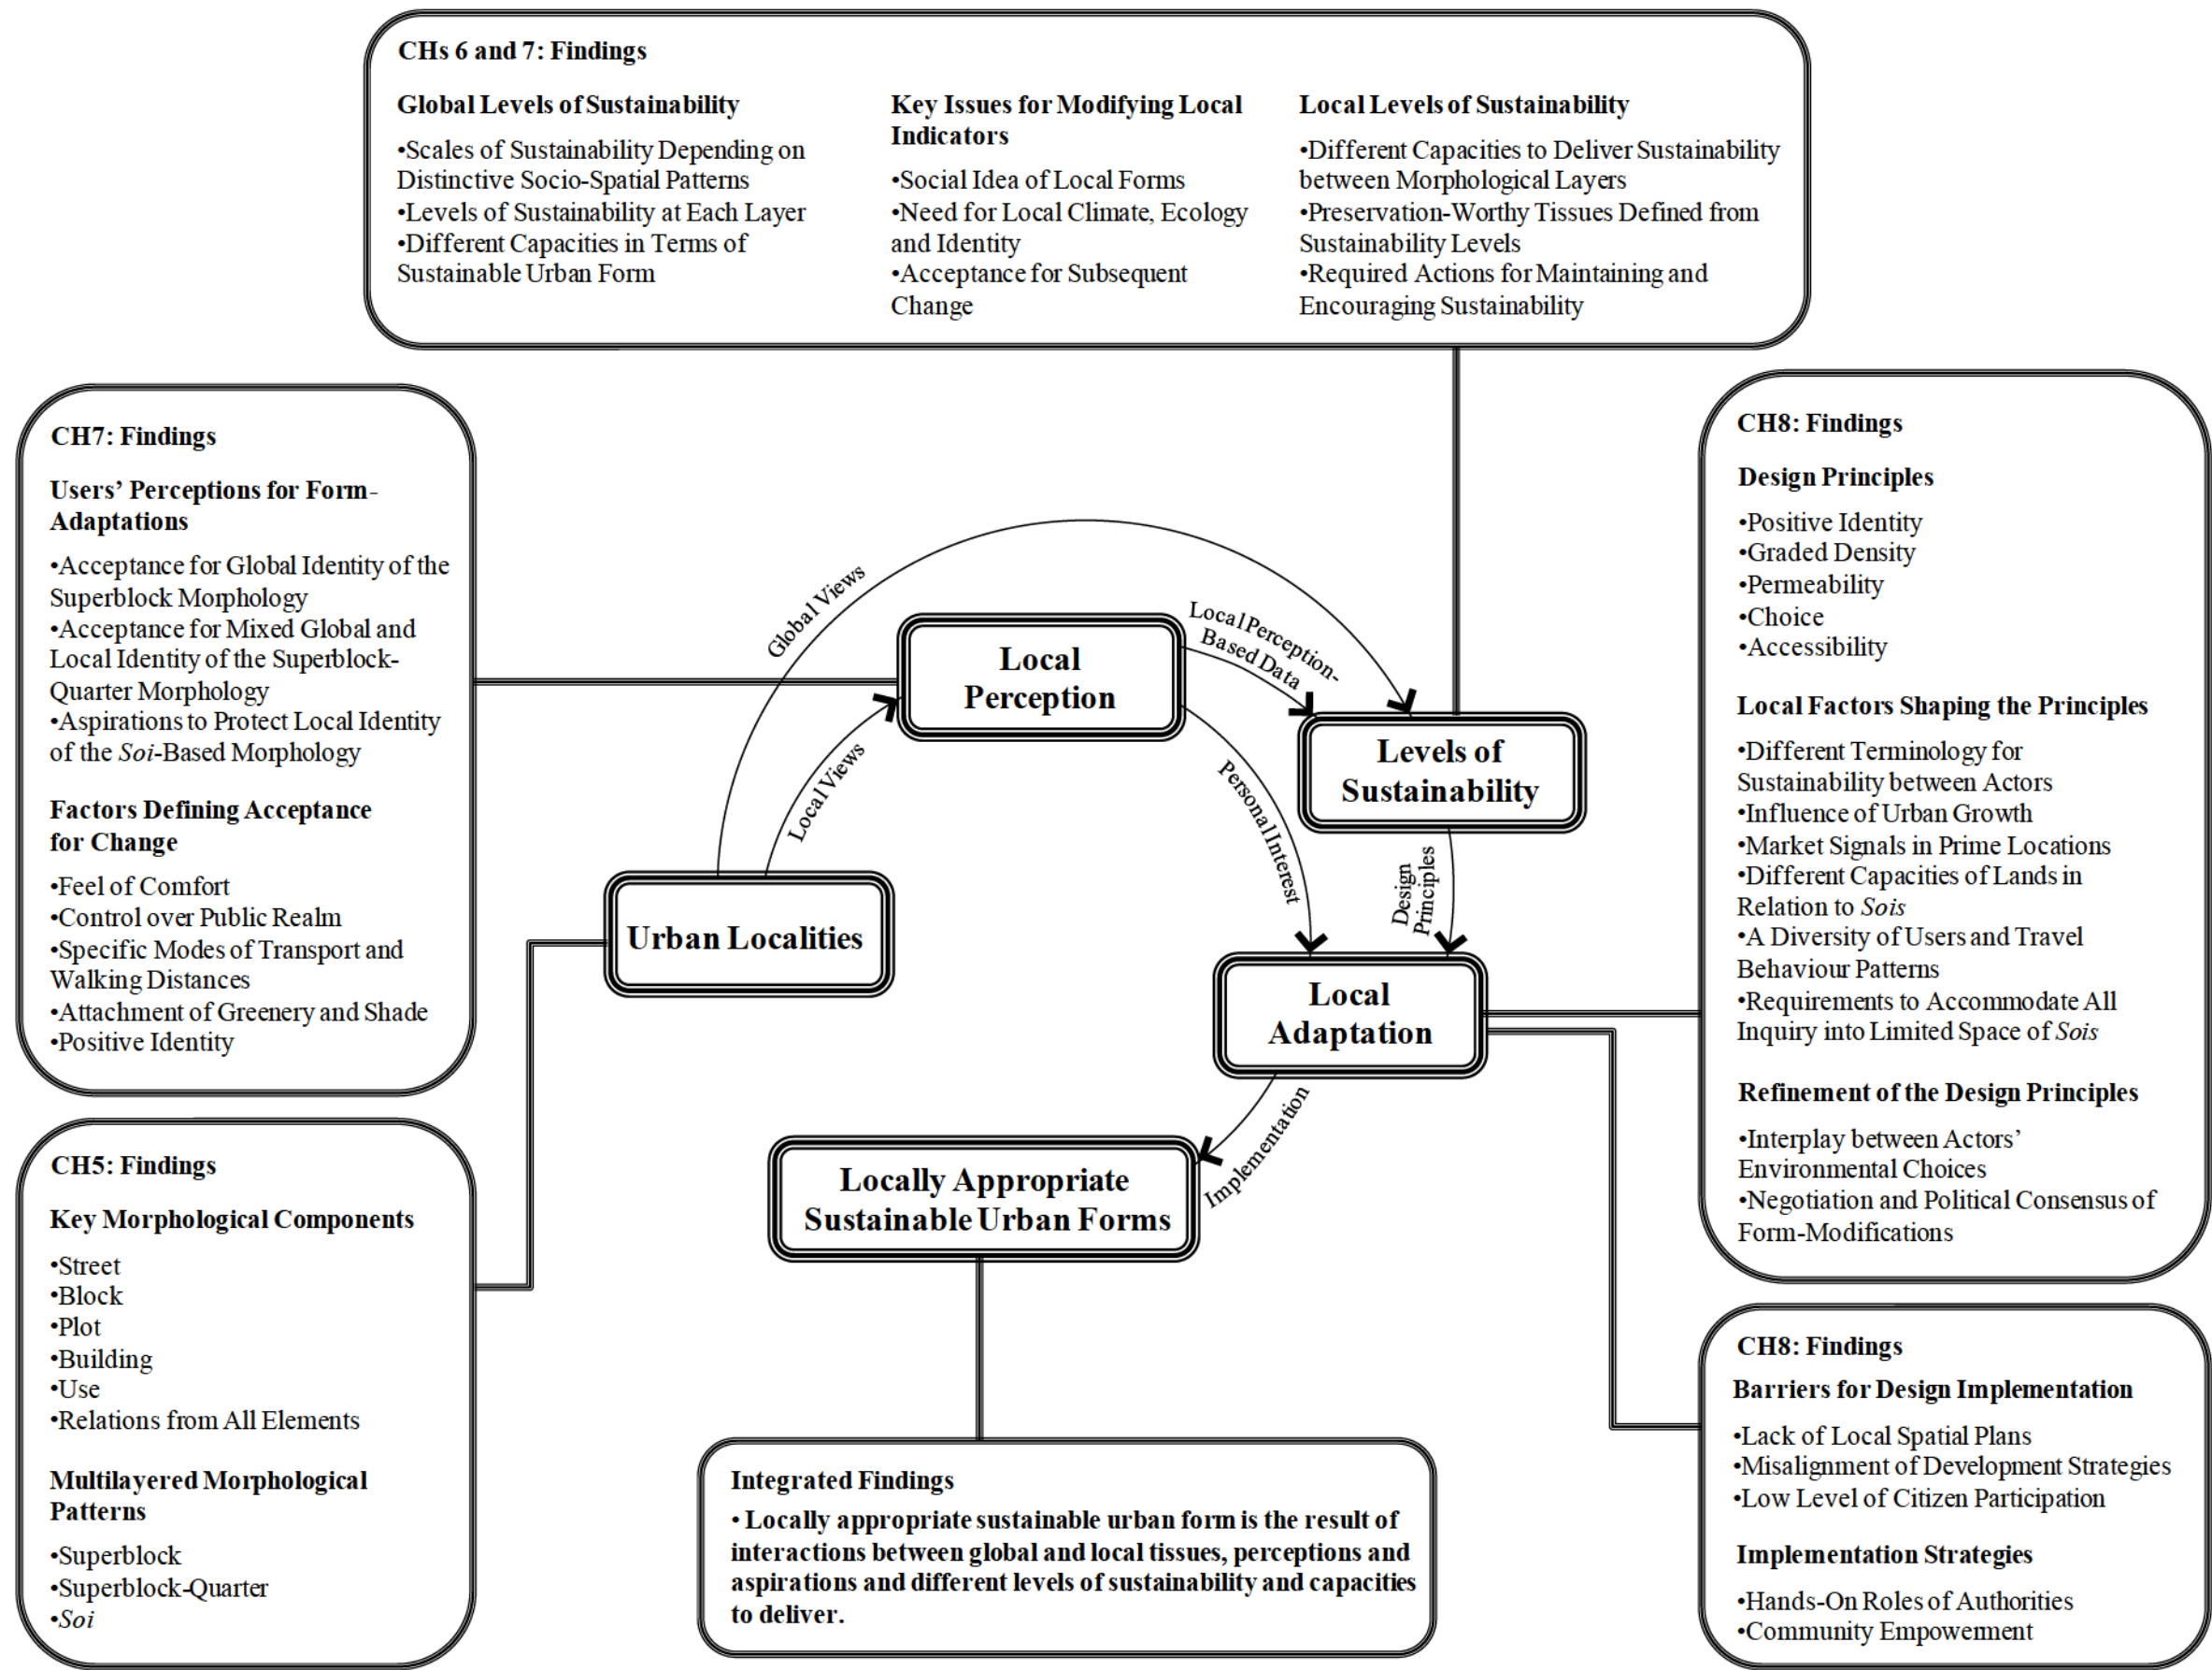 CHs 6 and 7: Findings
Global Levels of Sustainability
•Scales of Sustainability Depending on
Distinctive Socio-Spatial Patterns
•Levels of Sustainability at Each Layer
•Different Capacities in Terms of
Sustainable Urban Form
Key Issues for Modifying Local
Indicators
•Social Idea of Local Forms
•Need for Local Climate, Ecology
and Identity
•Acceptance for Subsequent
Change
Local Levels of Sustainability
•Different Capacities to Deliver Sustainability
between Morphological Layers
•Preservation-Worthy Tissues Defined from
Sustainability Levels
•Required Actions for Maintaining and
Encouraging Sustainability
CH7: Findings
Users’ Perceptions for Form-
Adaptations
•Acceptance for Global Identity of the
Superblock Morphology
•Acceptance for Mixed Global and
Local Identity of the Superblock-
Quarter Morphology
•Aspirations to Protect Local Identity
of the Soi-Based Morphology
Factors Defining Acceptance
for Change
•Feel of Comfort
•Control over Public Realm
•Specific Modes of Transport and
Walking Distances
•Attachment of Greenery and Shade
•Positive Identity
CH5: Findings
Key Morphological Components
•Street
•Block
•Plot
•Building
•Use
•Relations from All Elements
Multilayered Morphological
Patterns
•Superblock
•Superblock-Quarter
•Soi
Global Views
Local Views
Local Perception-
Based Data
Personal Interest
Design
Principles
Implementation
Local
Perception
Levels of
Sustainability
Urban Localities
Local
Adaptation
Locally Appropriate
Sustainable Urban Forms
Integrated Findings
• Locally appropriate sustainable urban form is the result of
interactions between global and local tissues, perceptions and
aspirations and different levels of sustainability and capacities
to deliver.
CH8: Findings
Design Principles
•Positive Identity
•Graded Density
•Permeability
•Choice
•Accessibility
Local Factors Shaping the Principles
•Different Terminology for
Sustainability between Actors
•Influence of Urban Growth
•Market Signals in Prime Locations
•Different Capacities of Lands in
Relation to Sois
•A Diversity of Users and Travel
Behaviour Patterns
•Requirements to Accommodate All
Inquiry into Limited Space of Sois
Refinement of the Design Principles
•Interplay between Actors’
Environmental Choices
•Negotiation and Political Consensus of
Form-Modifications
CH8: Findings
Barriers for Design Implementation
•Lack of Local Spatial Plans
•Misalignment of Development Strategies
•Low Level of Citizen Participation
Implementation Strategies
•Hands-On Roles of Authorities
•Community Empowerment